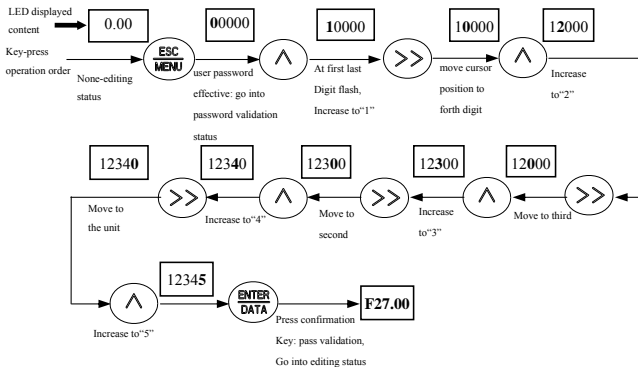 LED displayed
content
0.00
00000
10000
10000
12000
Key-press
operation order
None-editing
status
ESC
MENU
user password
effective: go into
password validation
status
∧
At first last
Digit flash,
Increase to“1”
>>
move cursor
position to
forth digit
∧
Increase
to“2”
12340
12340
12300
12300
12000
Move to
the unit
>>
Increase to“4”
∧
Move to
second
>>
Increase
to“3”
∧
Move to third
>>
12345
∧
Increase to“5”
ENTER
DATA
F27.00
Press confirmation
Key: pass validation,
Go into editing status